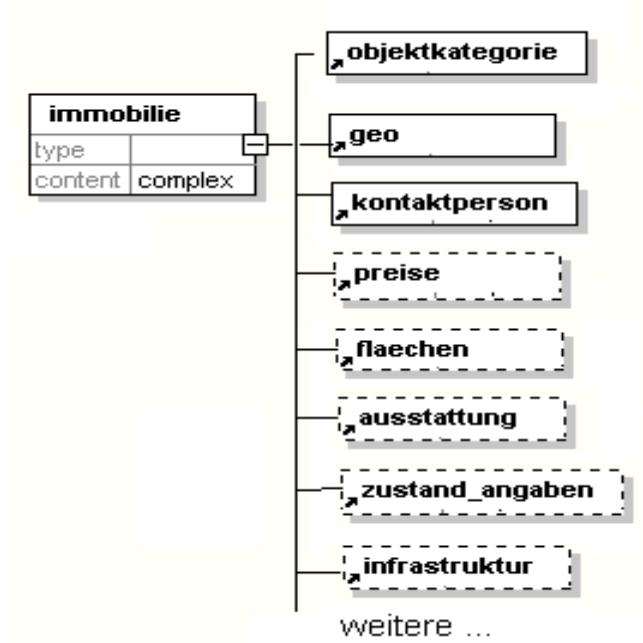 objektkategorie
immobilie
type
content complex
geo
kontaktperson
preise
flaechen
ausstattung
zustand_angaben
infrastruktur
weitere ...